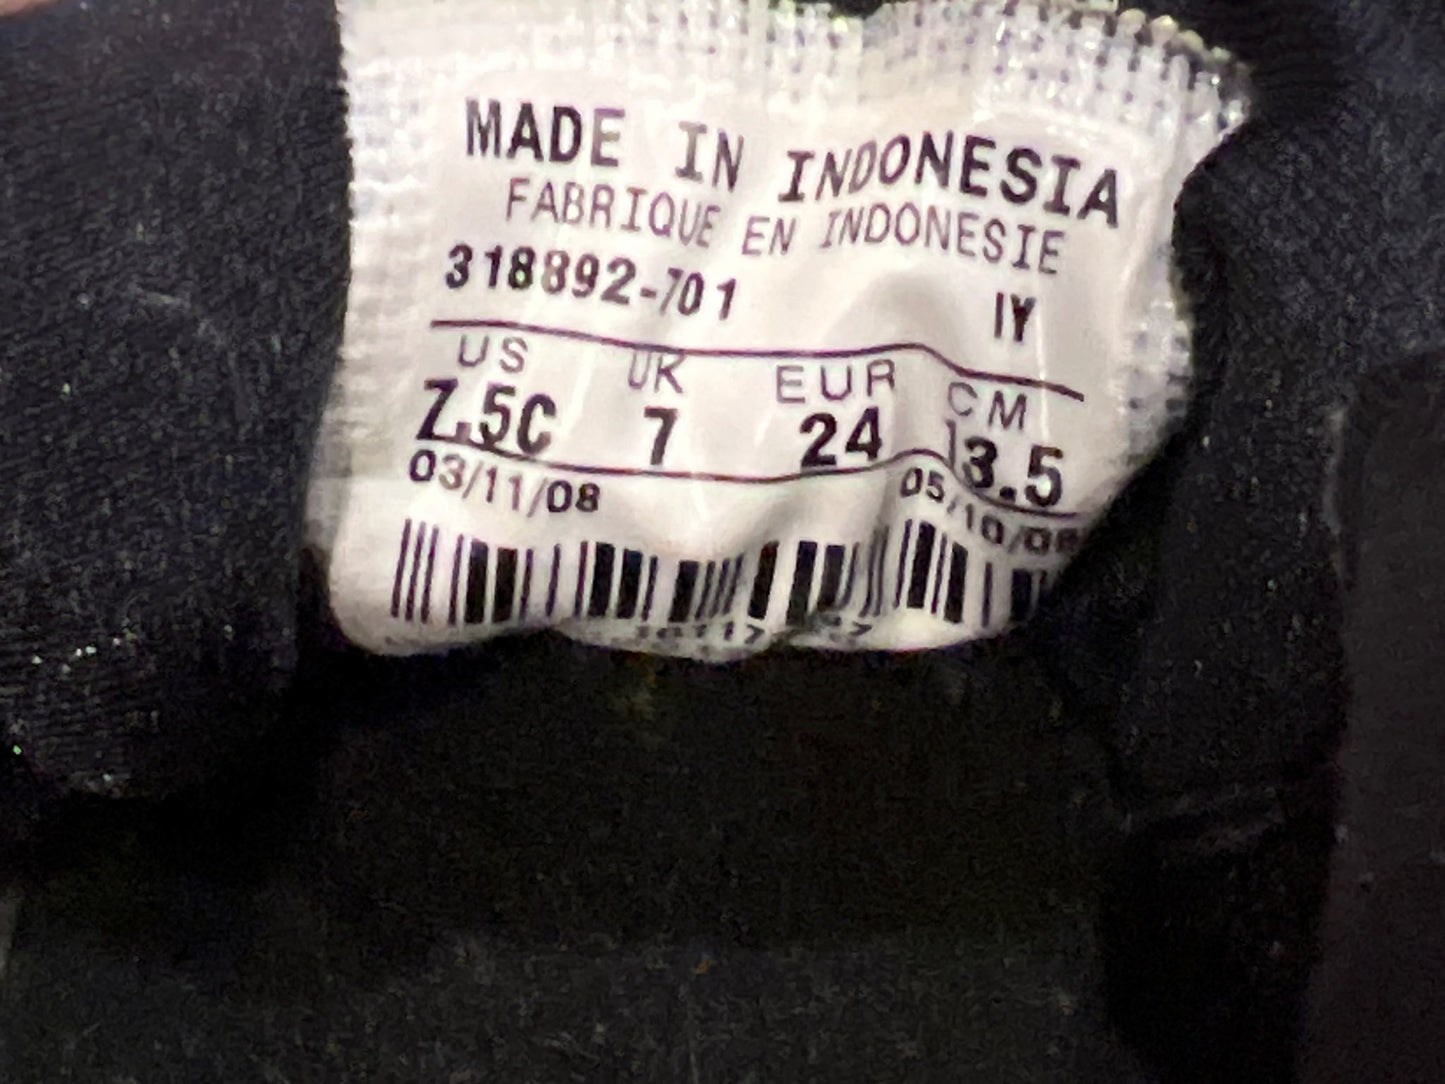 MADE IN INDONESIA
FABRIQUE EN INDONESIE
318892-701 IY
US UK EUR CM
7.5C 7 24 13.5
03/11/08 05/10/08